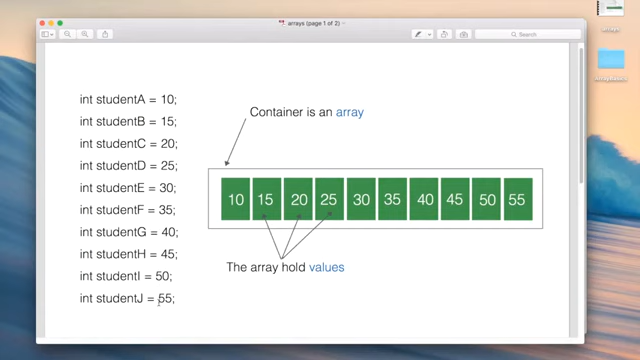 arrays (page 1 of 2)
Search
arrays
ArrayBasics
int studentA = 10;
int studentB = 15;
int studentC = 20;
int studentD = 25;
int studentE = 30;
int studentF = 35;
int studentG = 40;
int studentH = 45;
int studentI = 50;
int studentJ = 55;
Container is an array
10 15 20 25 30 35 40 45 50 55
The array hold values